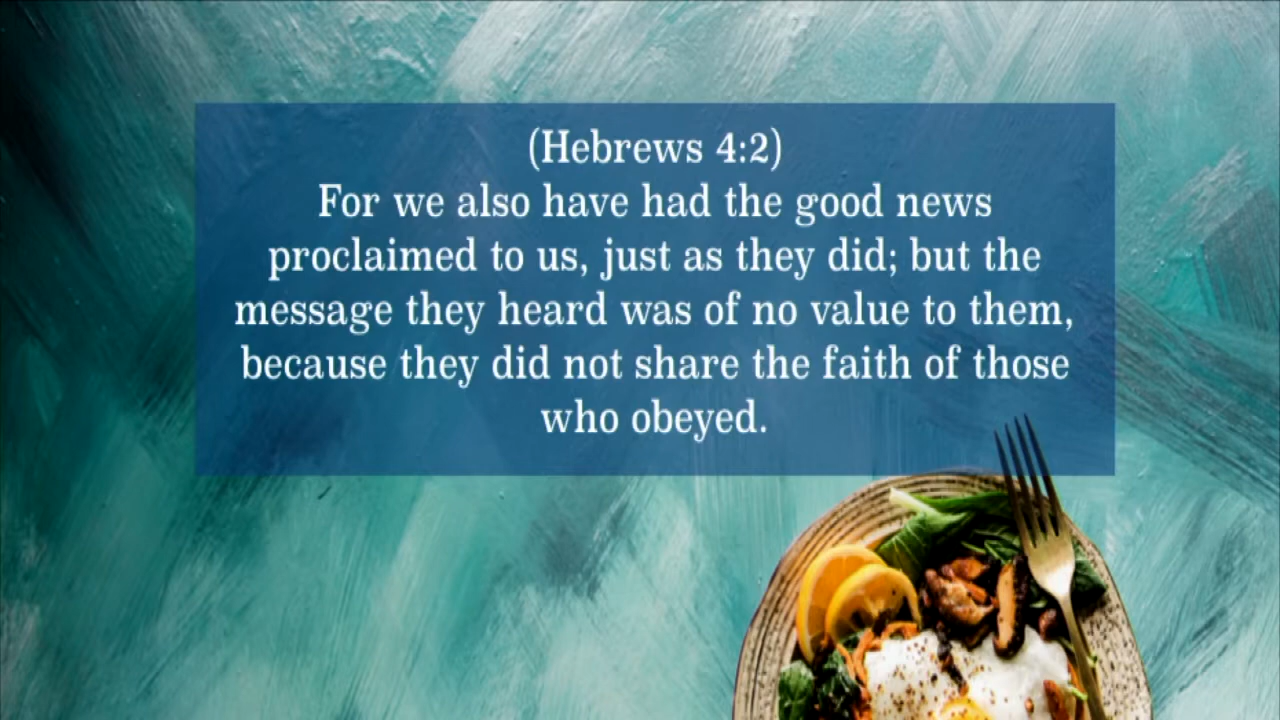 (Hebrews 4:2)
For we also have had the good news
proclaimed to us, just as they did; but the
message they heard was of no value to them,
because they did not share the faith of those
who obeyed.